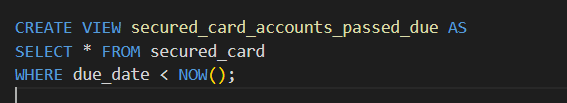 CREATE VIEW secured_card_accounts_passed_due AS
SELECT * FROM secured_card
WHERE due_date < NOW();